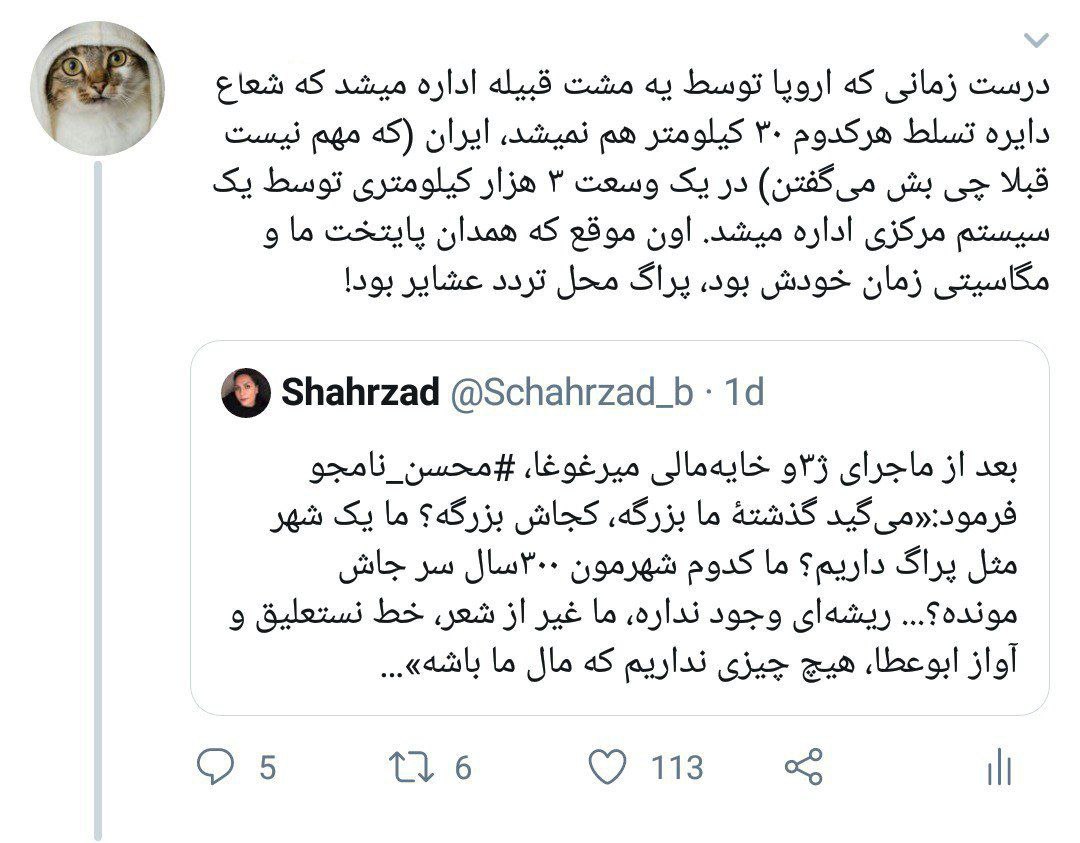 درست زمانی که اروپا توسط یه مشت قبیله اداره میشد که شعاع
دایره تسلط هرکدوم ۳۰ کیلومتر هم نمیشد، ایران (که مهم نیست
قبلا چی بش می‌گفتن) در یک وسعت ۳ هزار کیلومتری توسط یک
سیستم مرکزی اداره میشد. اون موقع که همدان پایتخت ما و
مگاسیتی زمان خودش بود، پراگ محل تردد عشایر بود!
Shahrzad @Schahrzad_b · 1d
بعد از ماجرای ژ۳و خایه‌مالی میرغوغا، #محسن_نامجو
فرمود:«می‌گید گذشتهٔ ما بزرگه، کجاش بزرگه؟ ما یک شهر
مثل پراگ داریم؟ ما کدوم شهرمون ۳۰۰سال سر جاش
مونده؟... ریشه‌ای وجود نداره، ما غیر از شعر، خط نستعلیق و
آواز ابوعطا، هیچ چیزی نداریم که مال ما باشه»...
5 6 113